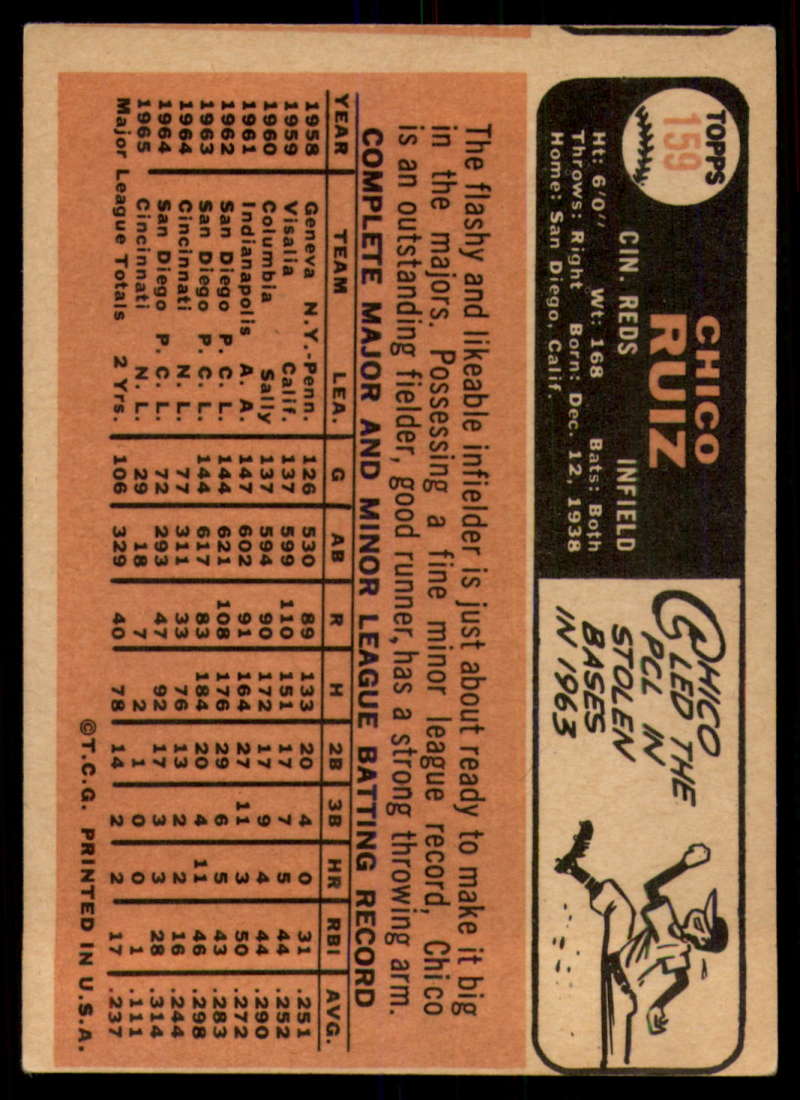 TOPPS
159
CHICO
RUIZ
CIN. REDS INFIELD
Ht: 6'0" Wt: 168 Bats: Both
Throws: Right Born: Dec. 12, 1938
Home: San Diego, Calif.
CHICO
LED THE
PCL IN
STOLEN
BASES
IN 1963
The flashy and likeable infielder is just about ready to make it big
in the majors. Possessing a fine minor league record, Chico
is an outstanding fielder, good runner, has a strong throwing arm.
COMPLETE MAJOR AND MINOR LEAGUE BATTING RECORD
YEAR TEAM LEA. G AB R H 2B 3B HR RBI AVG.
1958 Geneva N.Y.-Penn. 126 530 89 133 20 4 0 31 .251
1959 Visalia Calif. 137 599 110 151 17 7 5 44 .252
1960 Columbia Sally 137 594 90 172 17 9 4 44 .290
1961 Indianapolis A. A. 147 602 91 164 27 11 3 50 .272
1962 San Diego P. C. L. 144 621 108 176 29 6 5 43 .283
1963 San Diego P. C. L. 144 617 83 184 20 4 11 46 .298
1964 Cincinnati N. L. 77 311 33 76 13 2 2 16 .244
1964 San Diego P. C. L. 72 293 47 92 17 3 3 28 .314
1965 Cincinnati N. L. 29 18 7 2 1 0 0 1 .111
Major League Totals 2 Yrs. 106 329 40 78 14 2 2 17 .237
©T.C.G. PRINTED IN U.S.A.